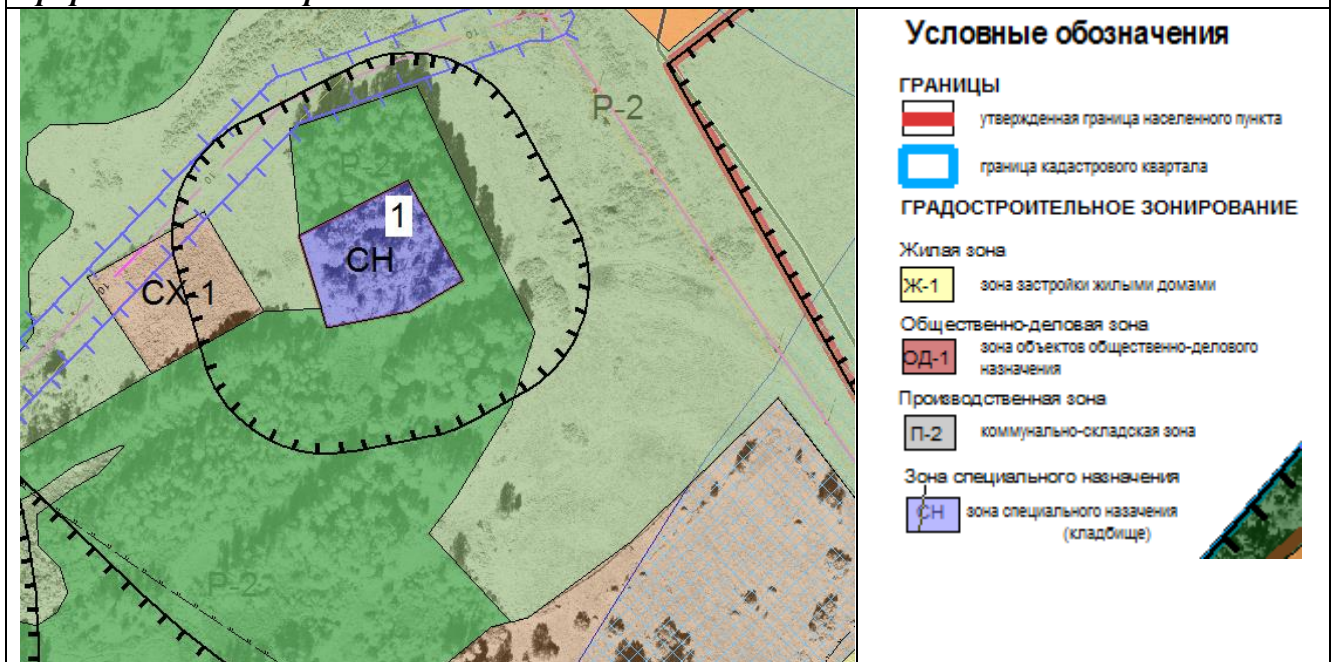 Условные обозначения
ГРАНИЦЫ
утвержденная граница населенного пункта
граница кадастрового квартала
ГРАДОСТРОИТЕЛЬНОЕ ЗОНИРОВАНИЕ
Жилая зона
Ж-1 зона застройки жилыми домами
Общественно-деловая зона
ОД-1 зона объектов общественно-делового
назначения
Производственная зона
П-2 коммунально-складская зона
Зона специального назначения
СН зона специального назачения
(кладбище)
10
Р-2
1
СН
СХ-1
10
Р-2